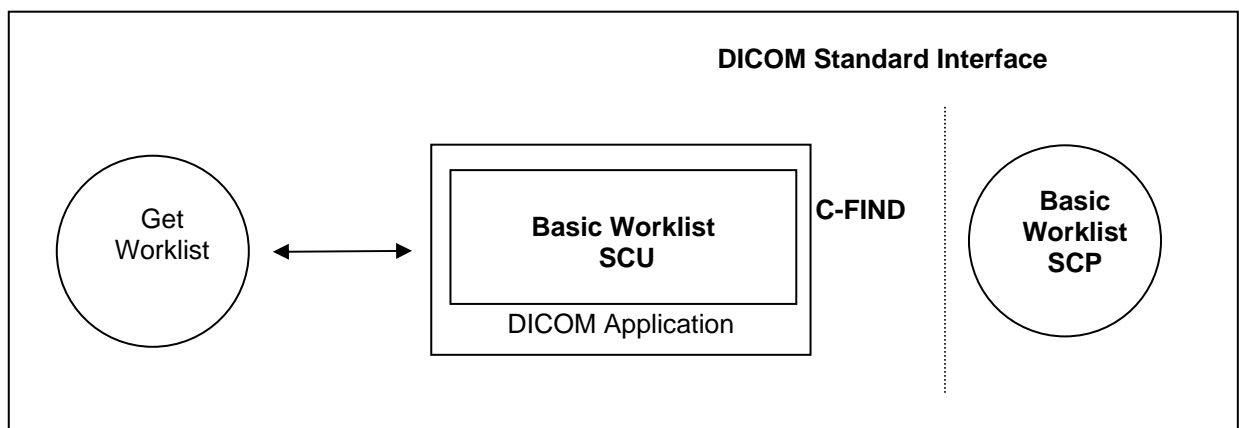 DICOM Standard Interface
Get
Worklist
Basic Worklist
SCU
DICOM Application
C-FIND
Basic
Worklist
SCP